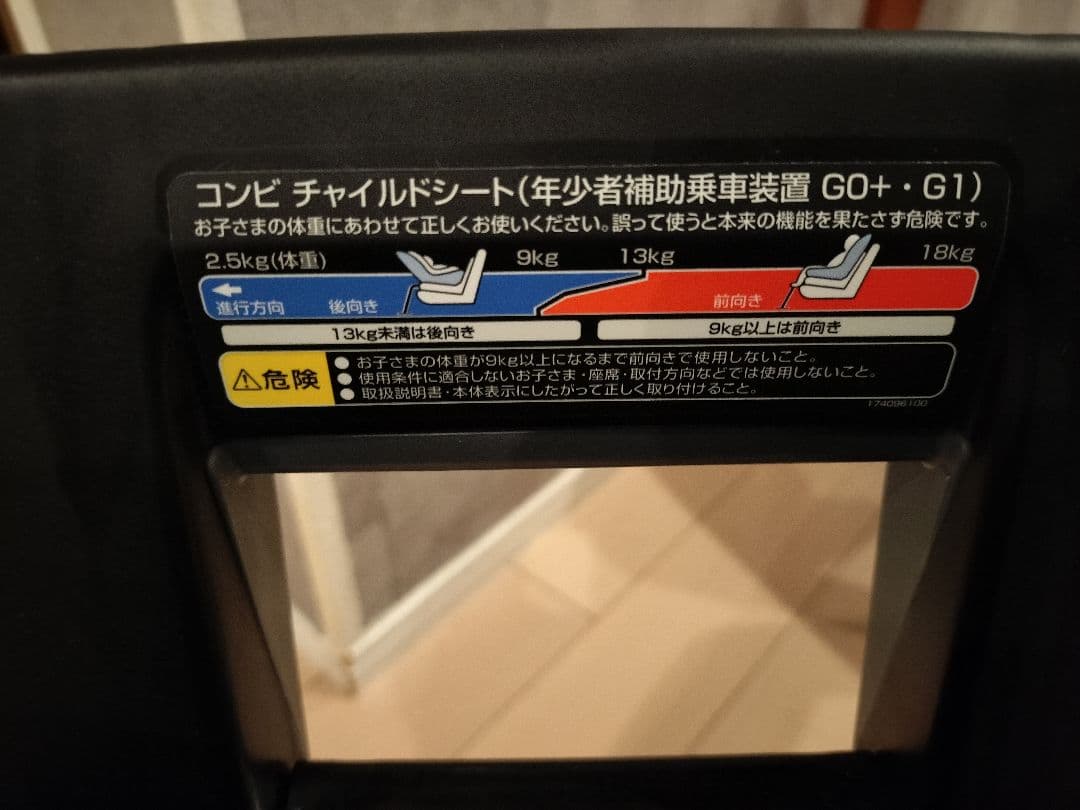 コンビ チャイルドシート(年少者補助乗車装置 G0+・G1)
お子さまの体重にあわせて正しくお使いください。誤って使うと本来の機能を果たさず危険です。
2.5kg(体重) 9kg 13kg 18kg
進行方向 後向き 前向き
13kg未満は後向き 9kg以上は前向き
⚠危険
●お子さまの体重が9kg以上になるまで前向きで使用しないこと。
●使用条件に適合しないお子さま・座席・取付方向などでは使用しないこと。
●取扱説明書・本体表示にしたがって正しく取り付けること。
174096100